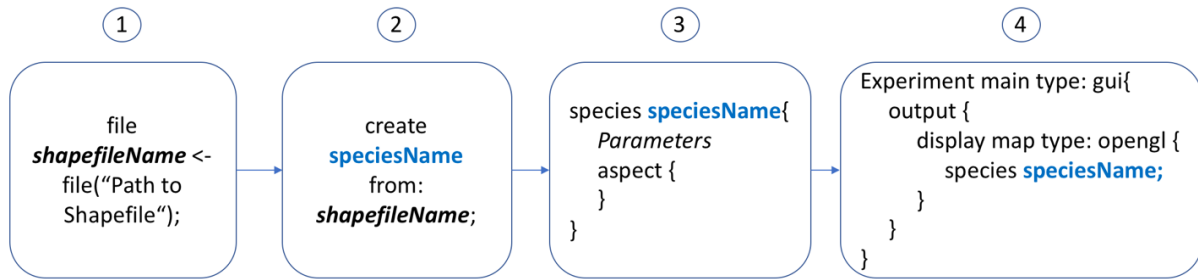 1
2
3
4
file
shapefileName <-
file(“Path to
Shapefile“);
create
speciesName
from:
shapefileName;
species speciesName{
Parameters
aspect {
}
}
Experiment main type: gui{
output {
display map type: opengl {
species speciesName;
}
}
}